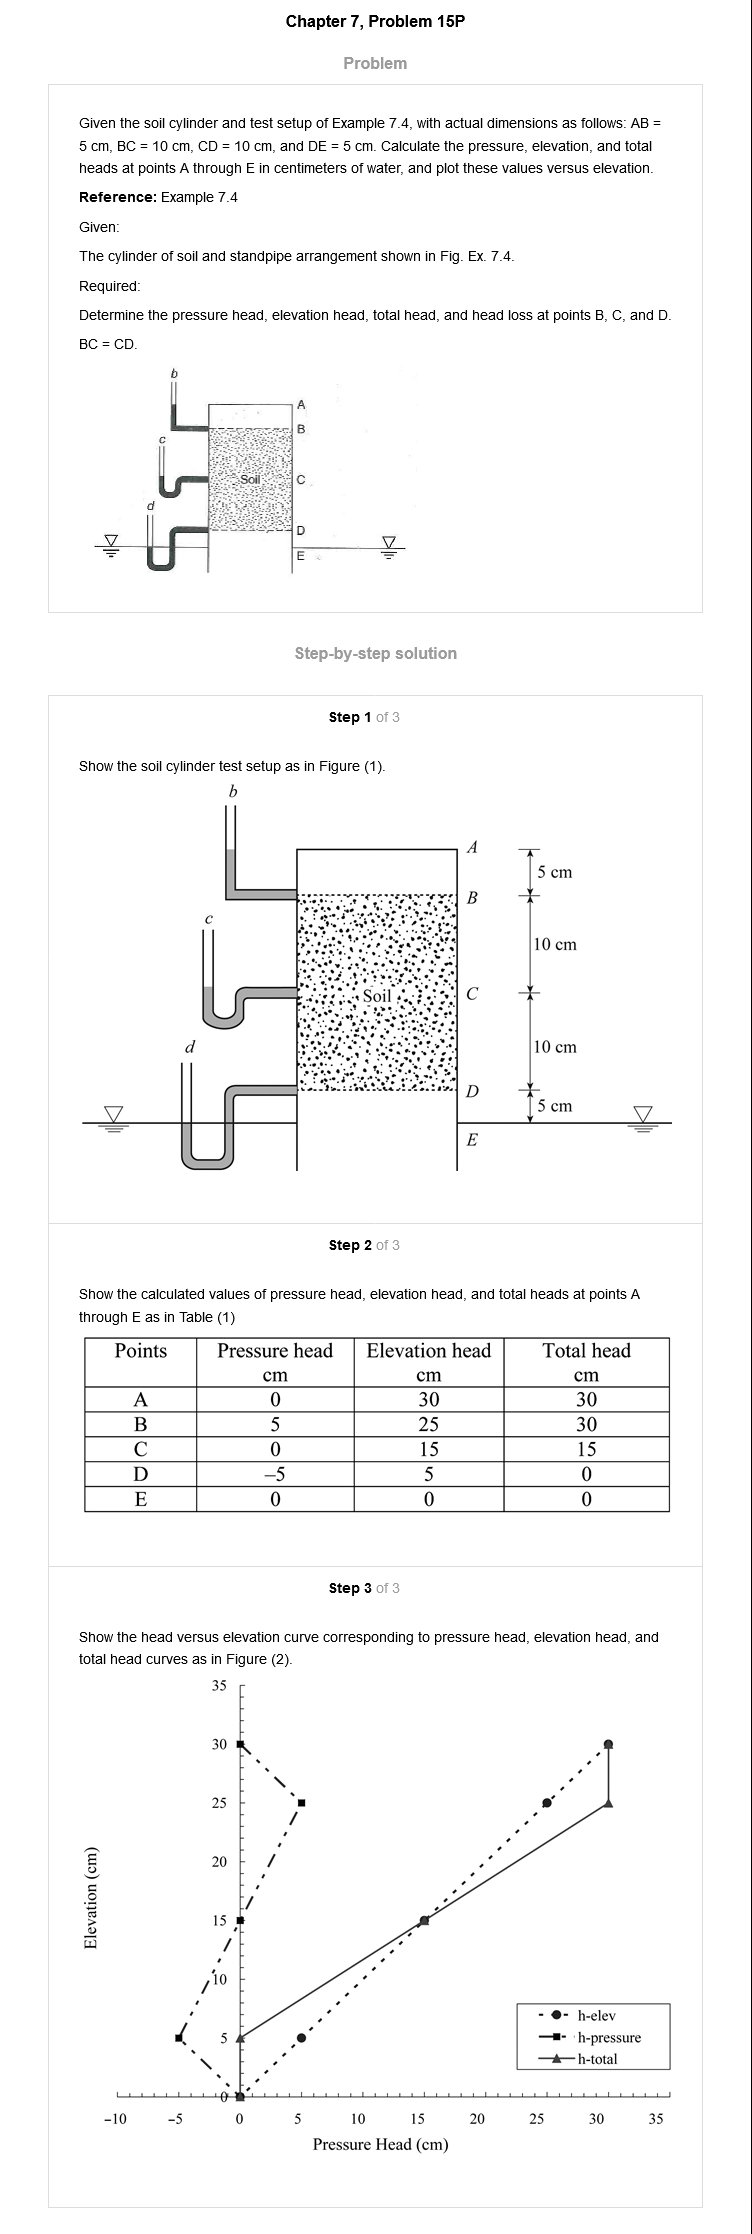 Chapter 7, Problem 15P
Problem
Given the soil cylinder and test setup of Example 7.4, with actual dimensions as follows: AB =
5 cm, BC = 10 cm, CD = 10 cm, and DE = 5 cm. Calculate the pressure, elevation, and total
heads at points A through E in centimeters of water, and plot these values versus elevation.
Reference: Example 7.4
Given:
The cylinder of soil and standpipe arrangement shown in Fig. Ex. 7.4.
Required:
Determine the pressure head, elevation head, total head, and head loss at points B, C, and D.
BC = CD.
b
A
B
c
Soil
C
d
D
E
Step-by-step solution
Step 1 of 3
Show the soil cylinder test setup as in Figure (1).
b
A
5 cm
B
c
10 cm
Soil
C
d
10 cm
D
5 cm
E
Step 2 of 3
Show the calculated values of pressure head, elevation head, and total heads at points A
through E as in Table (1)
Points Pressure head Elevation head Total head
cm cm cm
A 0 30 30
B 5 25 30
C 0 15 15
D –5 5 0
E 0 0 0
Step 3 of 3
Show the head versus elevation curve corresponding to pressure head, elevation head, and
total head curves as in Figure (2).
35
30
25
20
15
10
5
0
Elevation (cm)
h-elev
h-pressure
h-total
−10 −5 0 5 10 15 20 25 30 35
Pressure Head (cm)